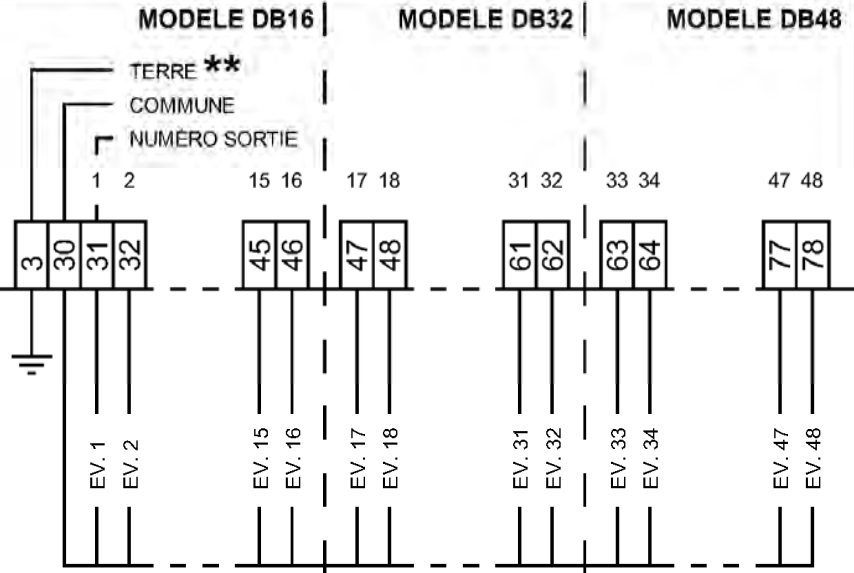 MODELE DB16 MODELE DB32 MODELE DB48
TERRE **
COMMUNE
NUMÉRO SORTIE
1 2 15 16 17 18 31 32 33 34 47 48
3 30 31 32 45 46 47 48 61 62 63 64 77 78
EV. 1 EV. 2 EV. 15 EV. 16 EV. 17 EV. 18 EV. 31 EV. 32 EV. 33 EV. 34 EV. 47 EV. 48